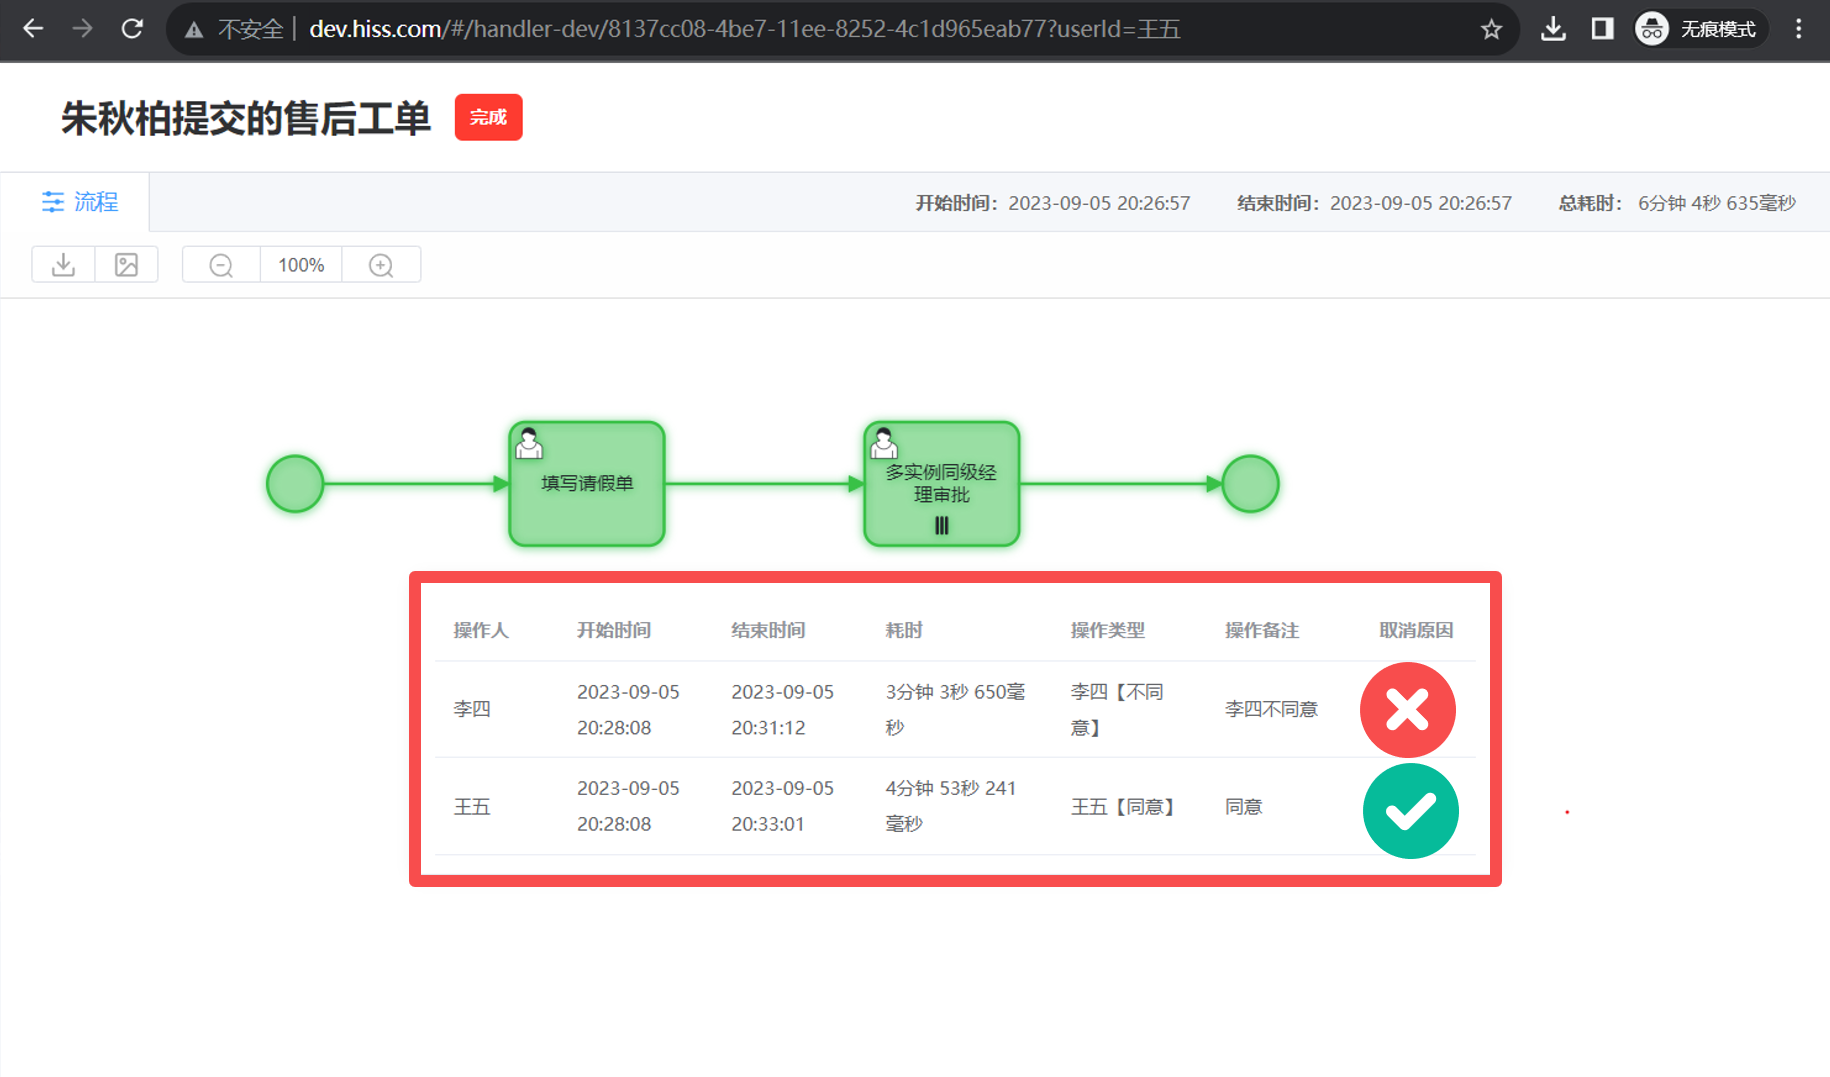 不安全
dev.hiss.com/#/handler-dev/8137cc08-4be7-11ee-8252-4c1d965eab77?userId=王五
无痕模式
朱秋柏提交的售后工单
完成
流程
开始时间： 2023-09-05 20:26:57
结束时间： 2023-09-05 20:26:57
总耗时： 6分钟 4秒 635毫秒
100%
填写请假单
多实例同级经
理审批
操作人 开始时间 结束时间 耗时 操作类型 操作备注 取消原因
李四
2023-09-05
20:28:08
2023-09-05
20:31:12
3分钟 3秒 650毫
秒
李四【不同
意】
李四不同意
王五
2023-09-05
20:28:08
2023-09-05
20:33:01
4分钟 53秒 241
毫秒
王五【同意】
同意